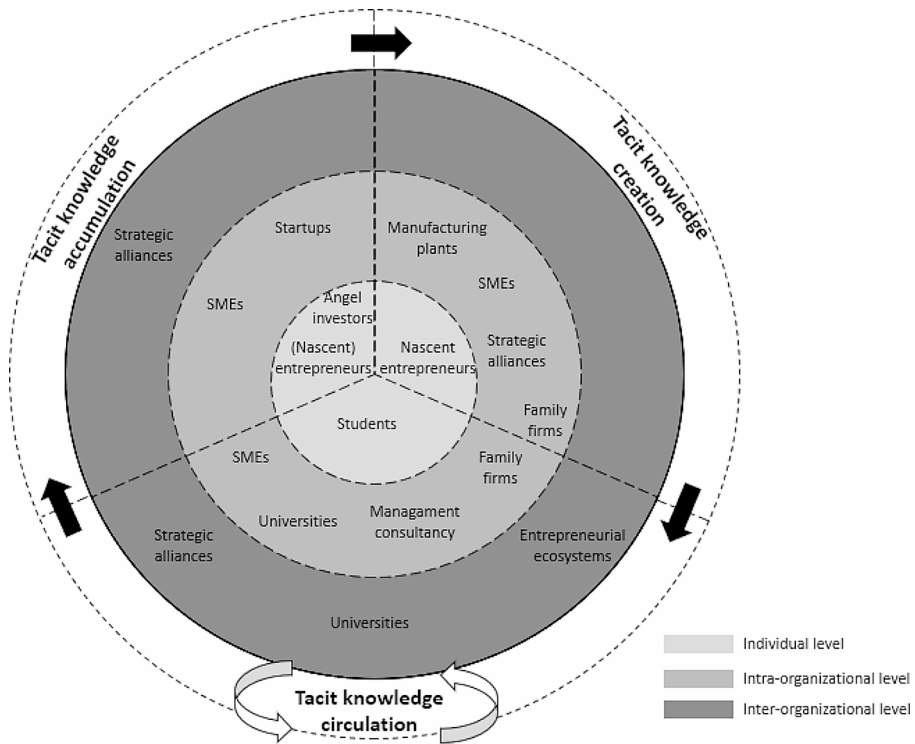 Tacit knowledge
accumulation
Tacit knowledge
creation
Strategic
alliances
Startups
SMEs
Manufacturing
plants
SMEs
Strategic
alliances
Family
firms
Angel
investors
(Nascent)
entrepreneurs
Nascent
entrepreneurs
Students
SMEs
Universities
Managament
consultancy
Family
firms
Strategic
alliances
Universities
Entrepreneurial
ecosystems
Tacit knowledge
circulation
Individual level
Intra-organizational level
Inter-organizational level